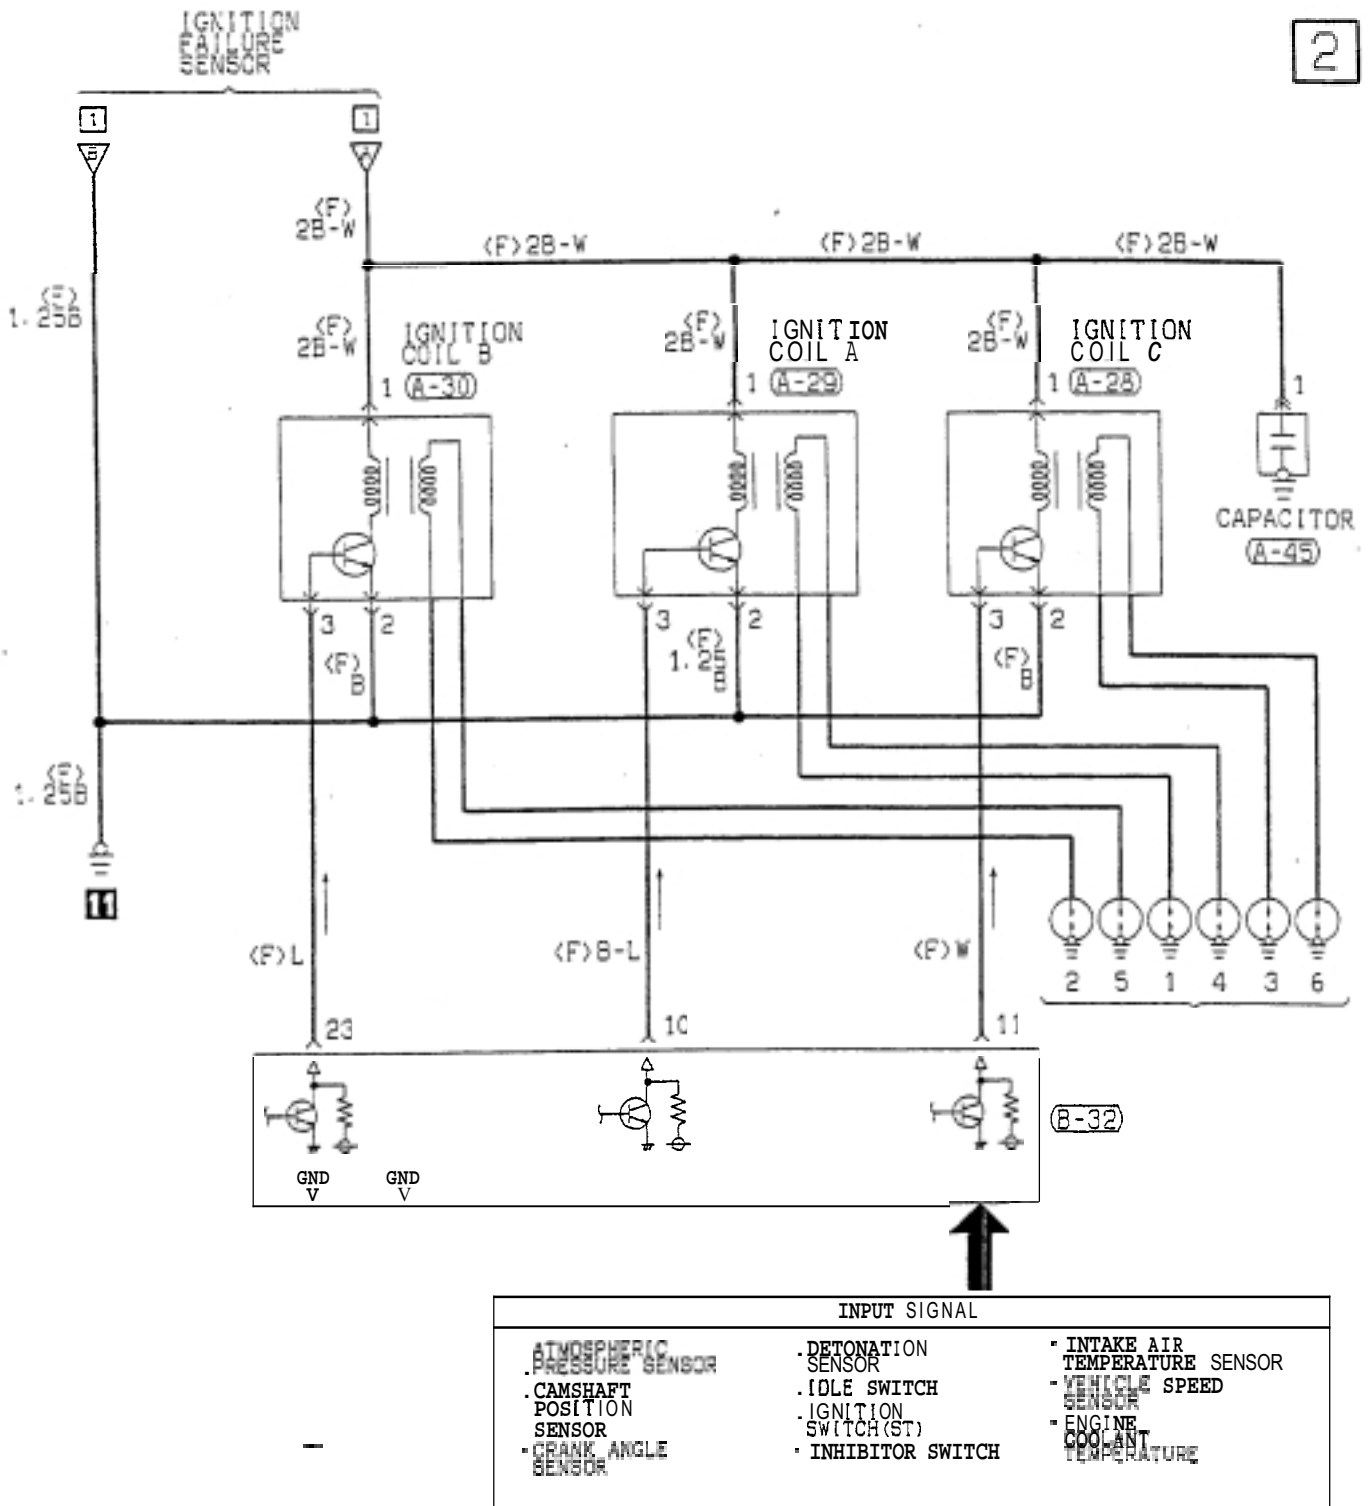 IGNITION
FAILURE
SENSOR
2
1
1
B
A
(F)
2B-W
(F)2B-W
(F)2B-W
(F)2B-W
(F)
1.25B
(F)
2B-W
IGNITION
COIL B
1 (A-30)
(F)
2B-W
IGNITION
COIL A
1 (A-29)
(F)
2B-W
IGNITION
COIL C
1 (A-28)
1
CAPACITOR
(A-45)
3 2
(F)
B
3 2
(F)
1.25B
3 2
(F)
B
(F)
1.25B
11
(F)L
(F)B-L
(F)W
2 5 1 4 3 6
23
10
11
(B-32)
GND
V
GND
V
INPUT SIGNAL
ATMOSPHERIC
.PRESSURE SENSOR
.CAMSHAFT
POSITION
SENSOR
-CRANK ANGLE
SENSOR
.DETONATION
SENSOR
.IDLE SWITCH
.IGNITION
SWITCH(ST)
- INHIBITOR SWITCH
- INTAKE AIR
TEMPERATURE SENSOR
-VEHICLE SPEED
SENSOR
-ENGINE
COOLANT
TEMPERATURE